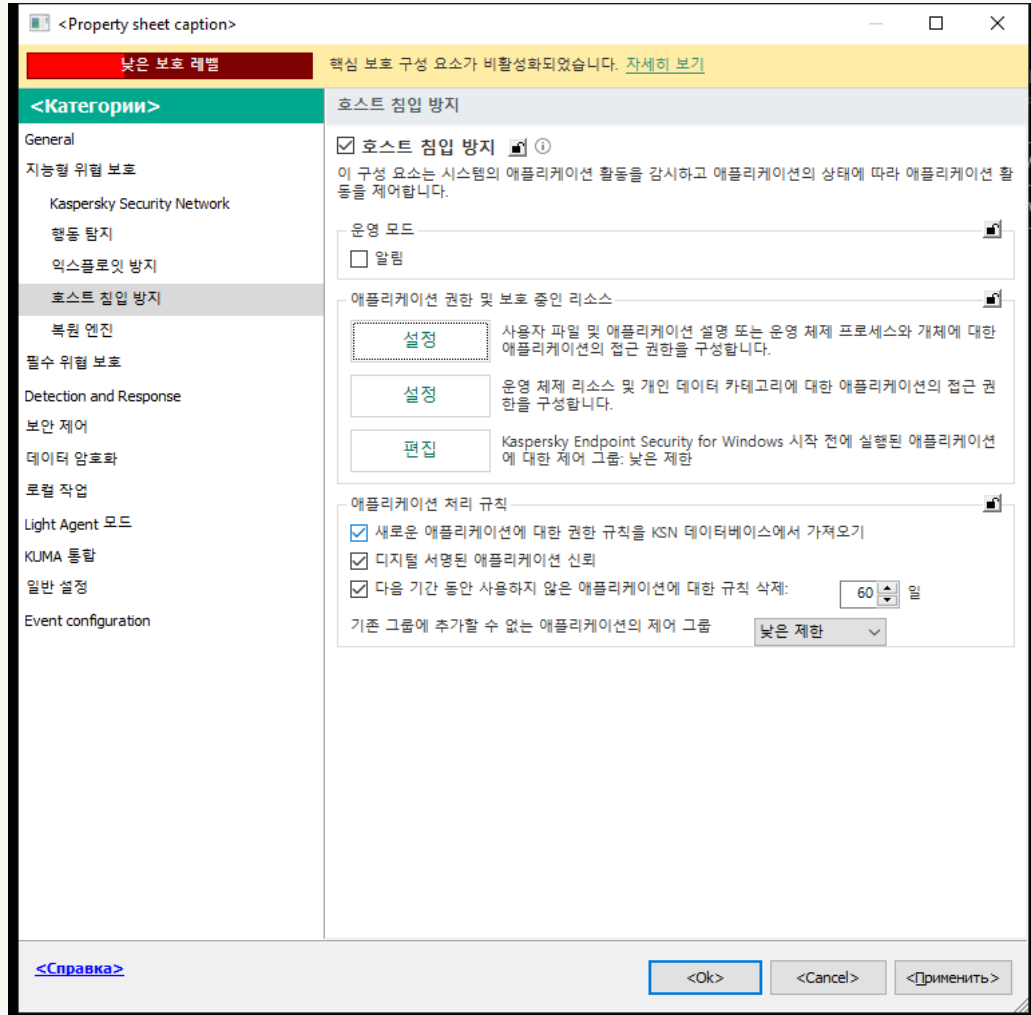 <Property sheet caption>
낮은 보호 레벨
핵심 보호 구성 요소가 비활성화되었습니다. 자세히 보기
<Категории>
호스트 침입 방지
General
지능형 위협 보호
Kaspersky Security Network
행동 탐지
익스플로잇 방지
호스트 침입 방지
복원 엔진
필수 위협 보호
Detection and Response
보안 제어
데이터 암호화
로컬 작업
Light Agent 모드
KUMA 통합
일반 설정
Event configuration
호스트 침입 방지
이 구성 요소는 시스템의 애플리케이션 활동을 감시하고 애플리케이션의 상태에 따라 애플리케이션 활
동을 제어합니다.
운영 모드
알림
애플리케이션 권한 및 보호 중인 리소스
설정
사용자 파일 및 애플리케이션 설명 또는 운영 체제 프로세스와 개체에 대한
애플리케이션의 접근 권한을 구성합니다.
설정
운영 체제 리소스 및 개인 데이터 카테고리에 대한 애플리케이션의 접근 권
한을 구성합니다.
편집
Kaspersky Endpoint Security for Windows 시작 전에 실행된 애플리케이션
에 대한 제어 그룹: 낮은 제한
애플리케이션 처리 규칙
새로운 애플리케이션에 대한 권한 규칙을 KSN 데이터베이스에서 가져오기
디지털 서명된 애플리케이션 신뢰
다음 기간 동안 사용하지 않은 애플리케이션에 대한 규칙 삭제: 60 일
기존 그룹에 추가할 수 없는 애플리케이션의 제어 그룹 낮은 제한
<Справка>
<Ok> <Cancel> <Применить>